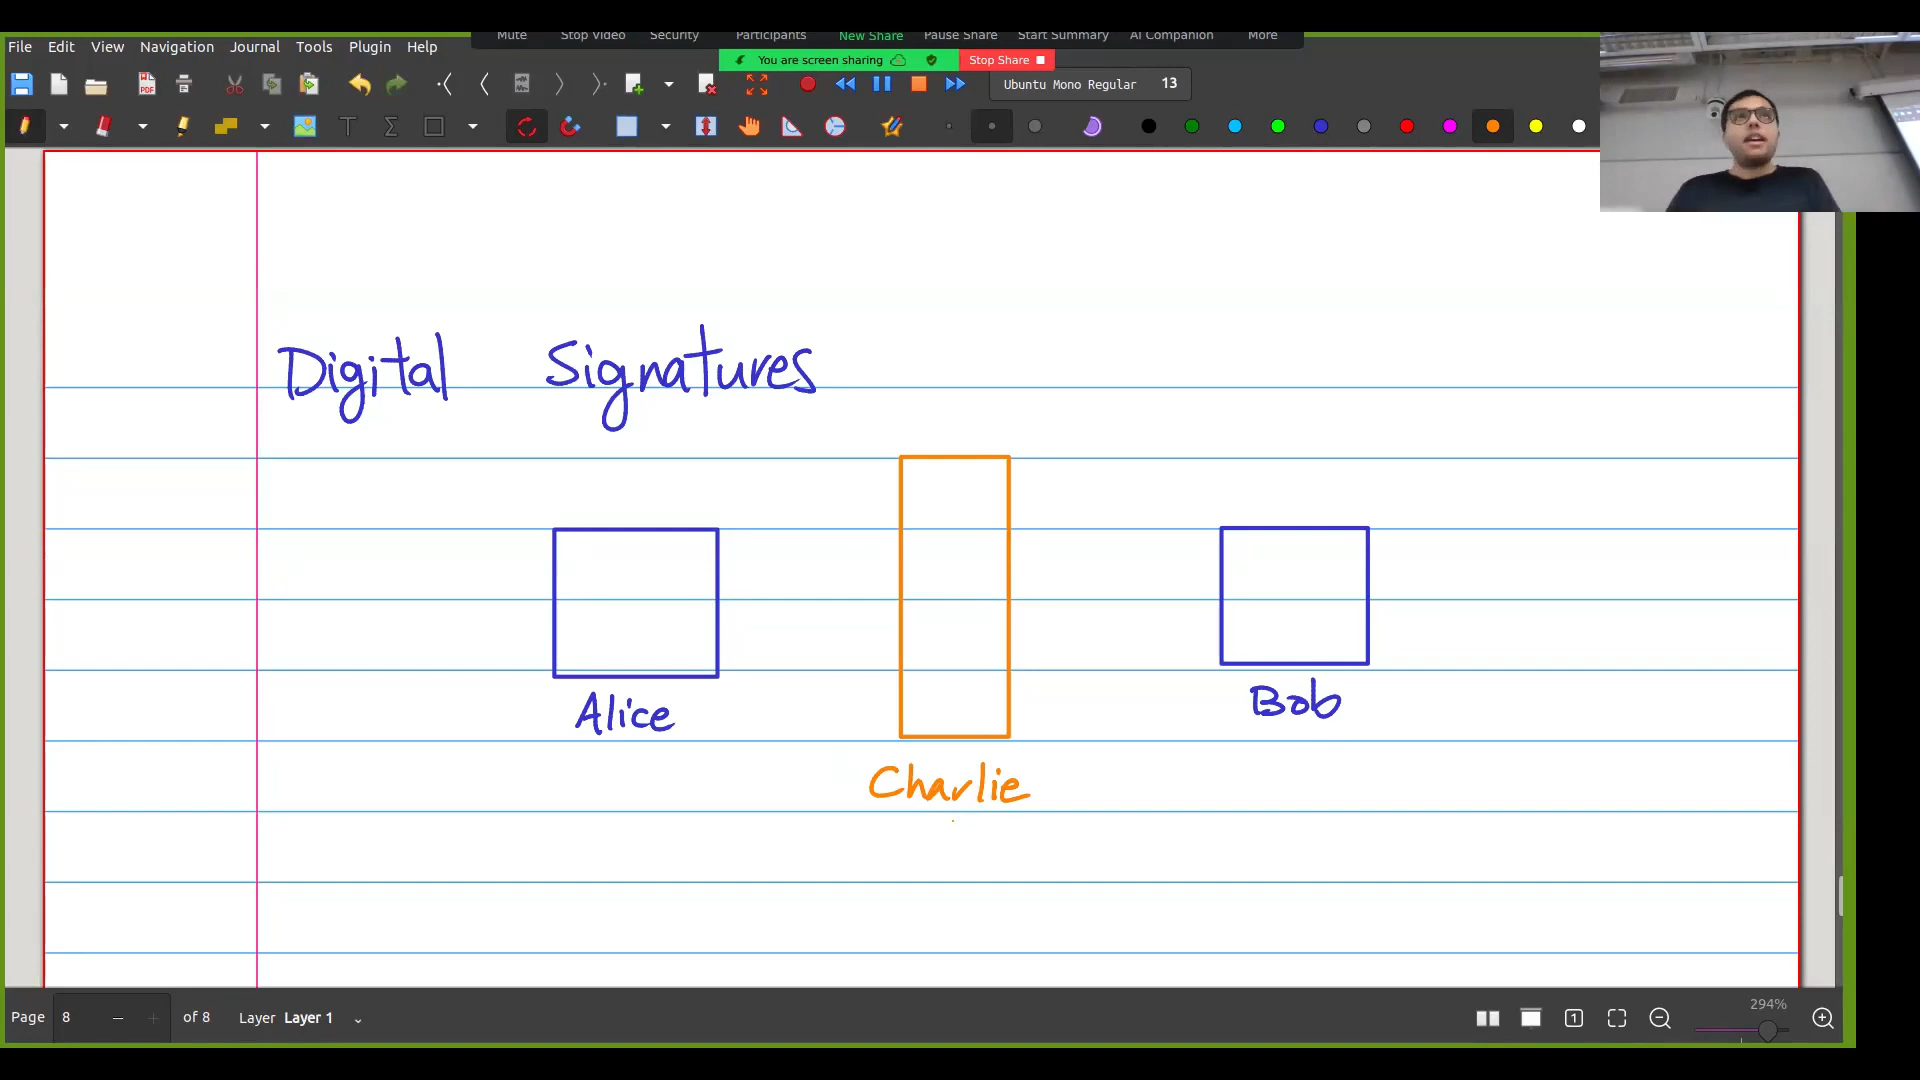 Mute Stop Video Security Participants New Share Pause Share Start Summary AI Companion More
File Edit View Navigation Journal Tools Plugin Help
You are screen sharing Stop Share
PDF Ubuntu Mono Regular 13
T Σ
Digital Signatures
Alice
Bob
Charlie
Page 8 of 8 Layer Layer 1 1 294%